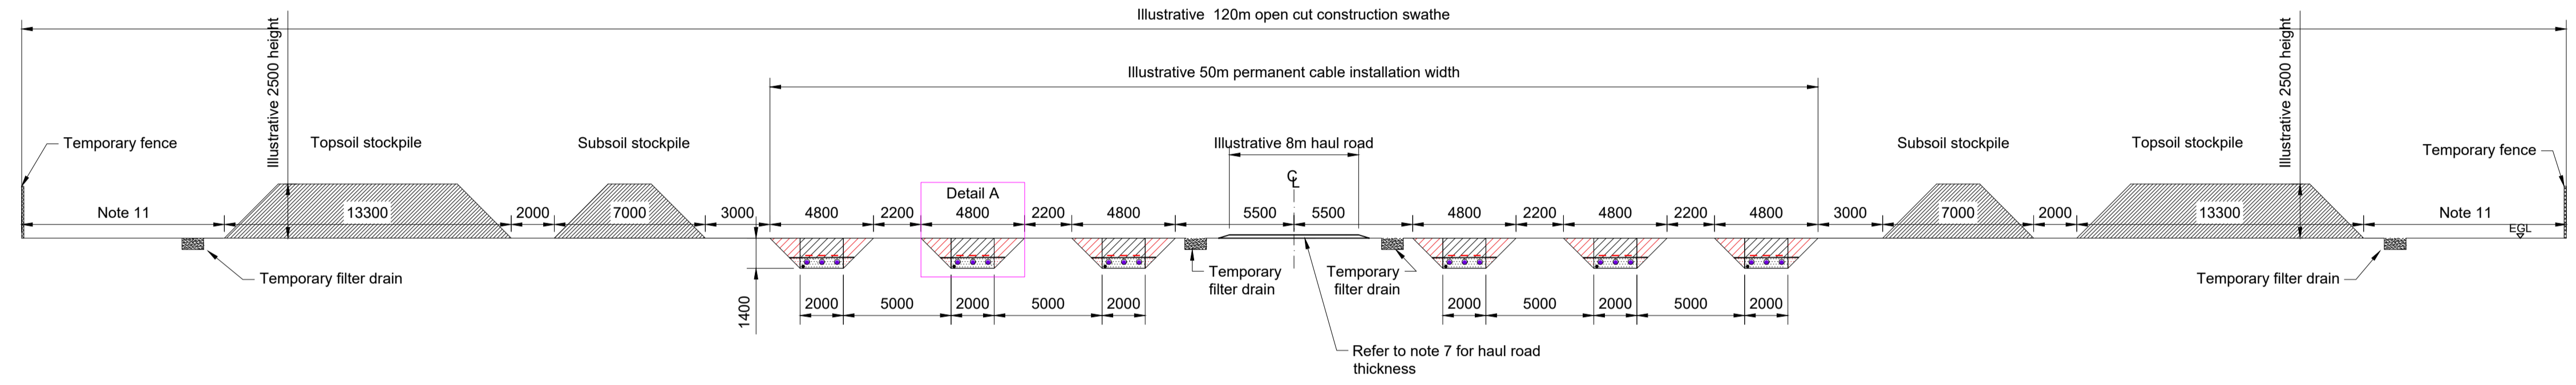 Illustrative 120m open cut construction swathe
Illustrative 2500 height
Illustrative 2500 height
Illustrative 50m permanent cable installation width
Temporary fence
Topsoil stockpile
Subsoil stockpile
Illustrative 8m haul road
Subsoil stockpile
Topsoil stockpile
Temporary fence
℄
Detail A
Note 11
13300
2000
7000
3000
4800
2200
4800
2200
4800
5500
5500
4800
2200
4800
2200
4800
3000
7000
2000
13300
Note 11
EGL
Temporary filter drain
Temporary
filter drain
Temporary
filter drain
Temporary filter drain
1400
2000
5000
2000
5000
2000
2000
5000
2000
5000
2000
Refer to note 7 for haul road
thickness